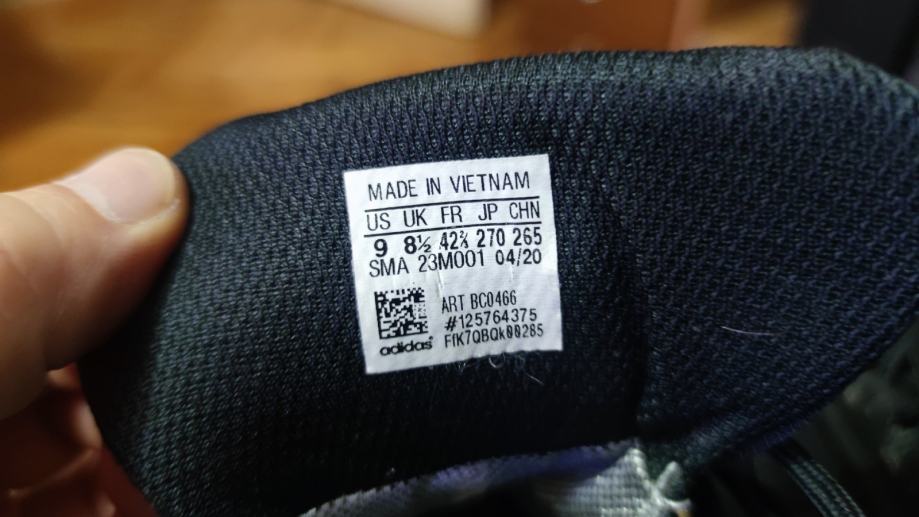 MADE IN VIETNAM
US UK FR JP CHN
9 8½ 42⅔ 270 265
SMA 23M001 04/20
ART BC0466
#125764375
FfK7QBQk00285
adidas